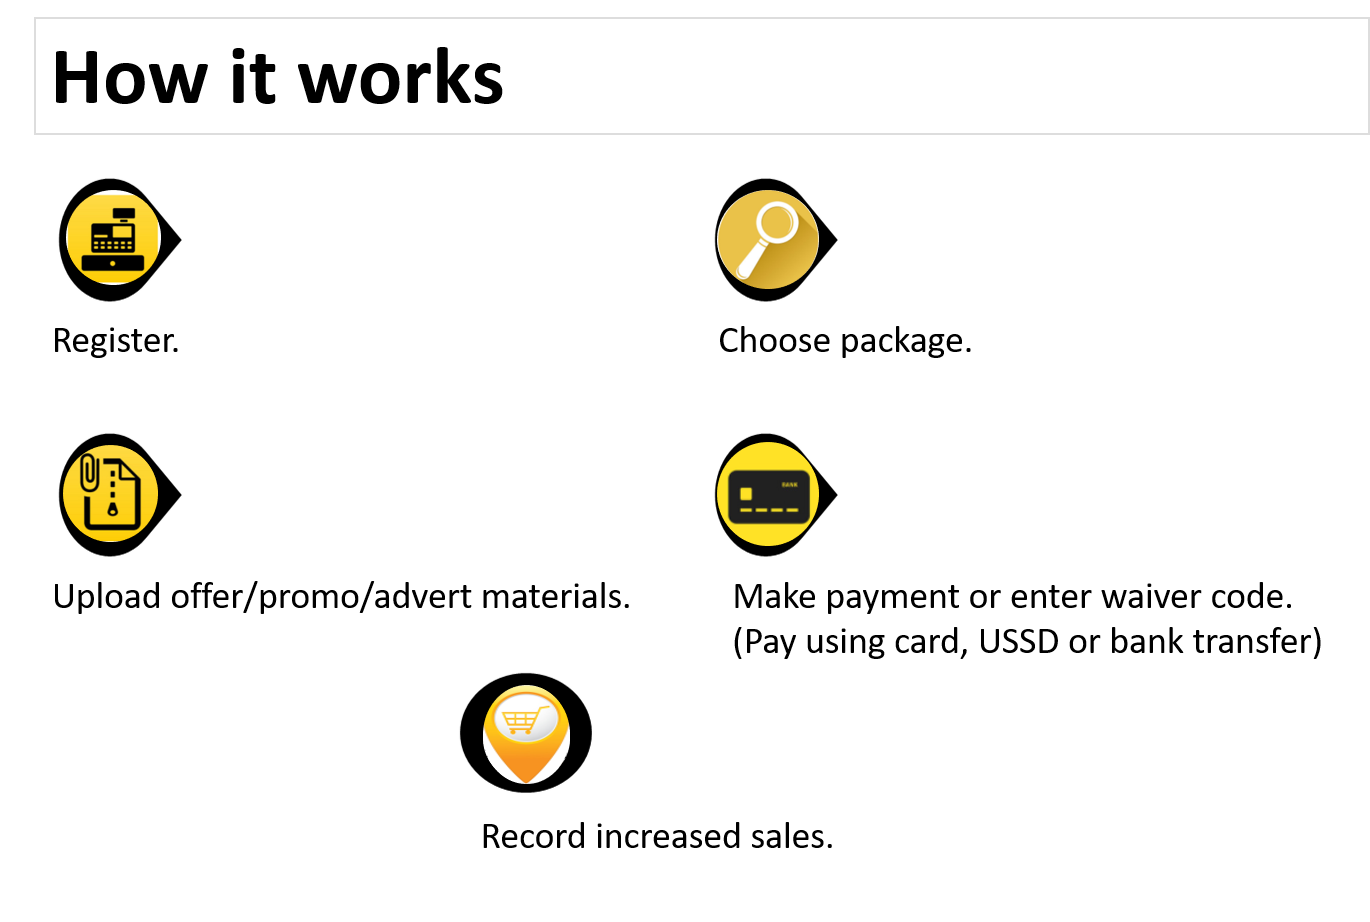 How it works
Register.
Choose package.
BANK
Upload offer/promo/advert materials.
Make payment or enter waiver code.
(Pay using card, USSD or bank transfer)
Record increased sales.